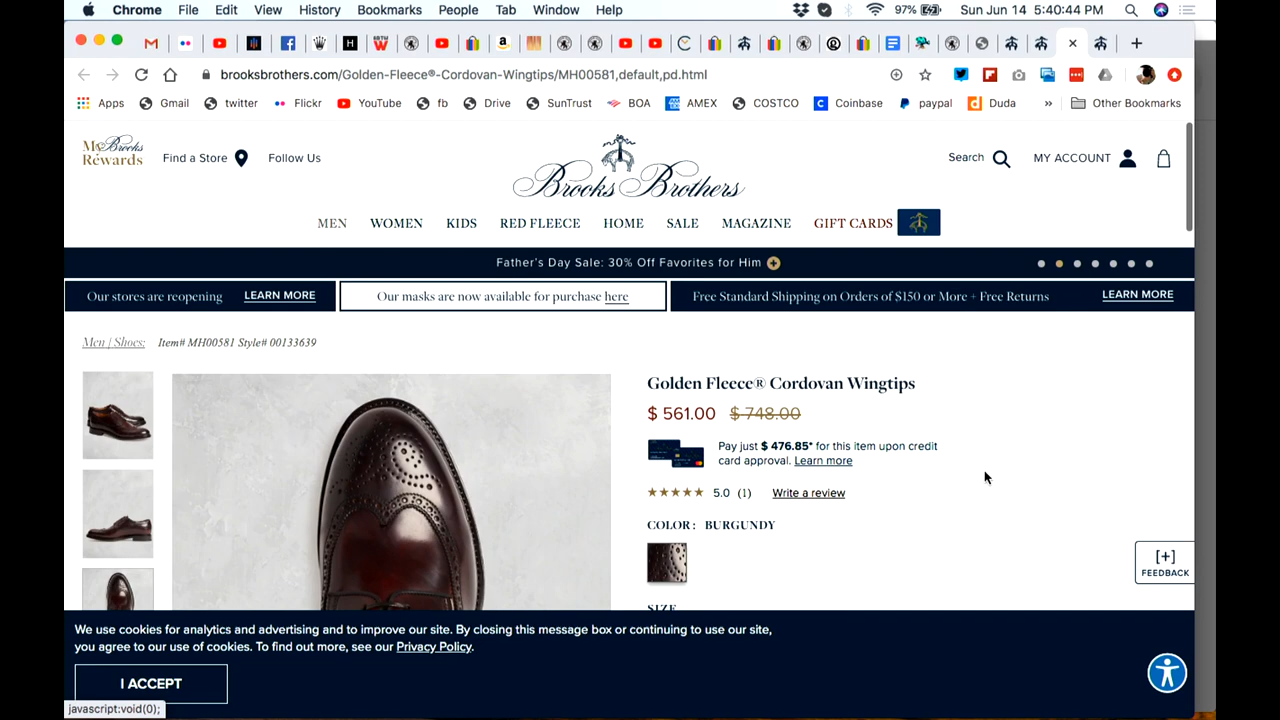 Chrome File Edit View History Bookmarks People Tab Window Help 97% Sun Jun 14 5:40:44 PM
brooksbrothers.com/Golden-Fleece®-Cordovan-Wingtips/MH00581,default,pd.html
Apps Gmail twitter Flickr YouTube fb Drive SunTrust BOA AMEX COSTCO Coinbase paypal Duda » Other Bookmarks
My Brooks Rewards
Find a Store Follow Us
Brooks Brothers
Search MY ACCOUNT
MEN WOMEN KIDS RED FLEECE HOME SALE MAGAZINE GIFT CARDS
Father's Day Sale: 30% Off Favorites for Him
Our stores are reopening LEARN MORE Our masks are now available for purchase here Free Standard Shipping on Orders of $150 or More + Free Returns LEARN MORE
Men / Shoes: Item# MH00581 Style# 00133639
Golden Fleece® Cordovan Wingtips
$ 561.00 $ 748.00
Pay just $ 476.85* for this item upon credit
card approval. Learn more
★★★★★ 5.0 (1) Write a review
COLOR: BURGUNDY
[+]
FEEDBACK
SIZE
We use cookies for analytics and advertising and to improve our site. By closing this message box or continuing to use our site,
you agree to our use of cookies. To find out more, see our Privacy Policy.
I ACCEPT
javascript:void(0);